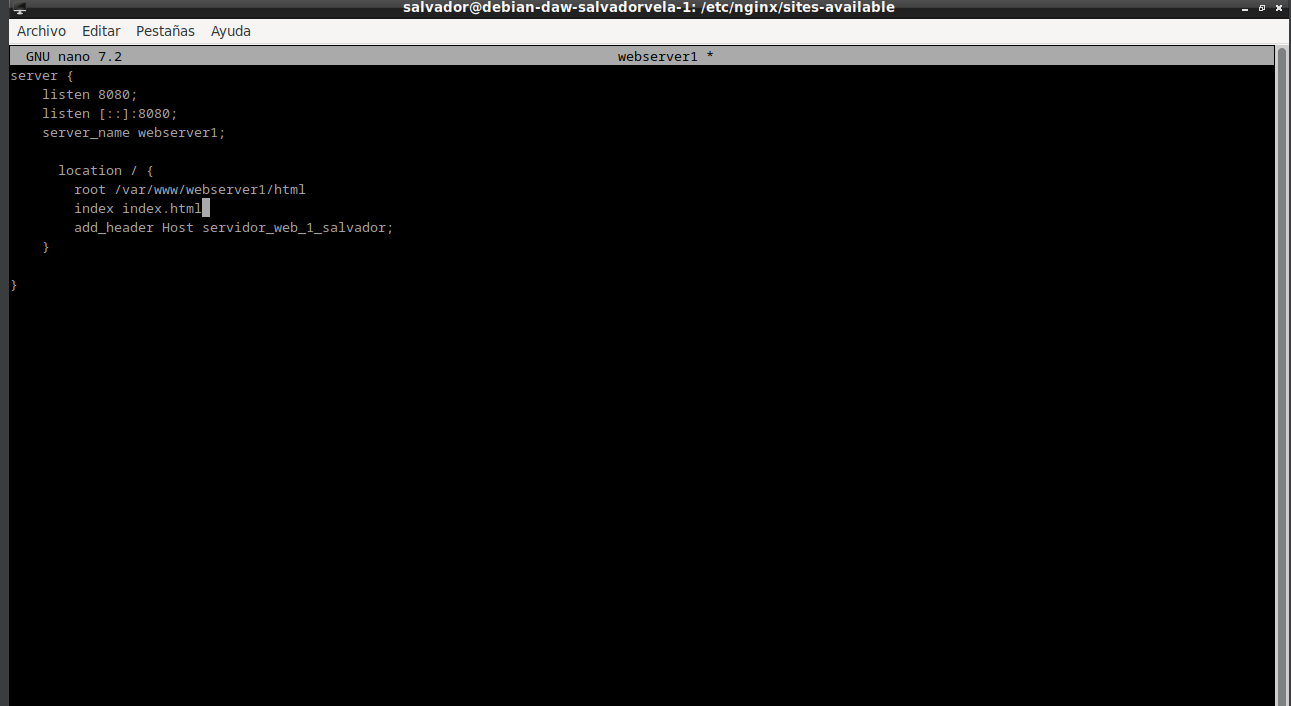 salvador@debian-daw-salvadorvela-1: /etc/nginx/sites-available
Archivo Editar Pestañas Ayuda
GNU nano 7.2 webserver1 *
server {
listen 8080;
listen [::]:8080;
server_name webserver1;
location / {
root /var/www/webserver1/html
index index.html
add_header Host servidor_web_1_salvador;
}
}